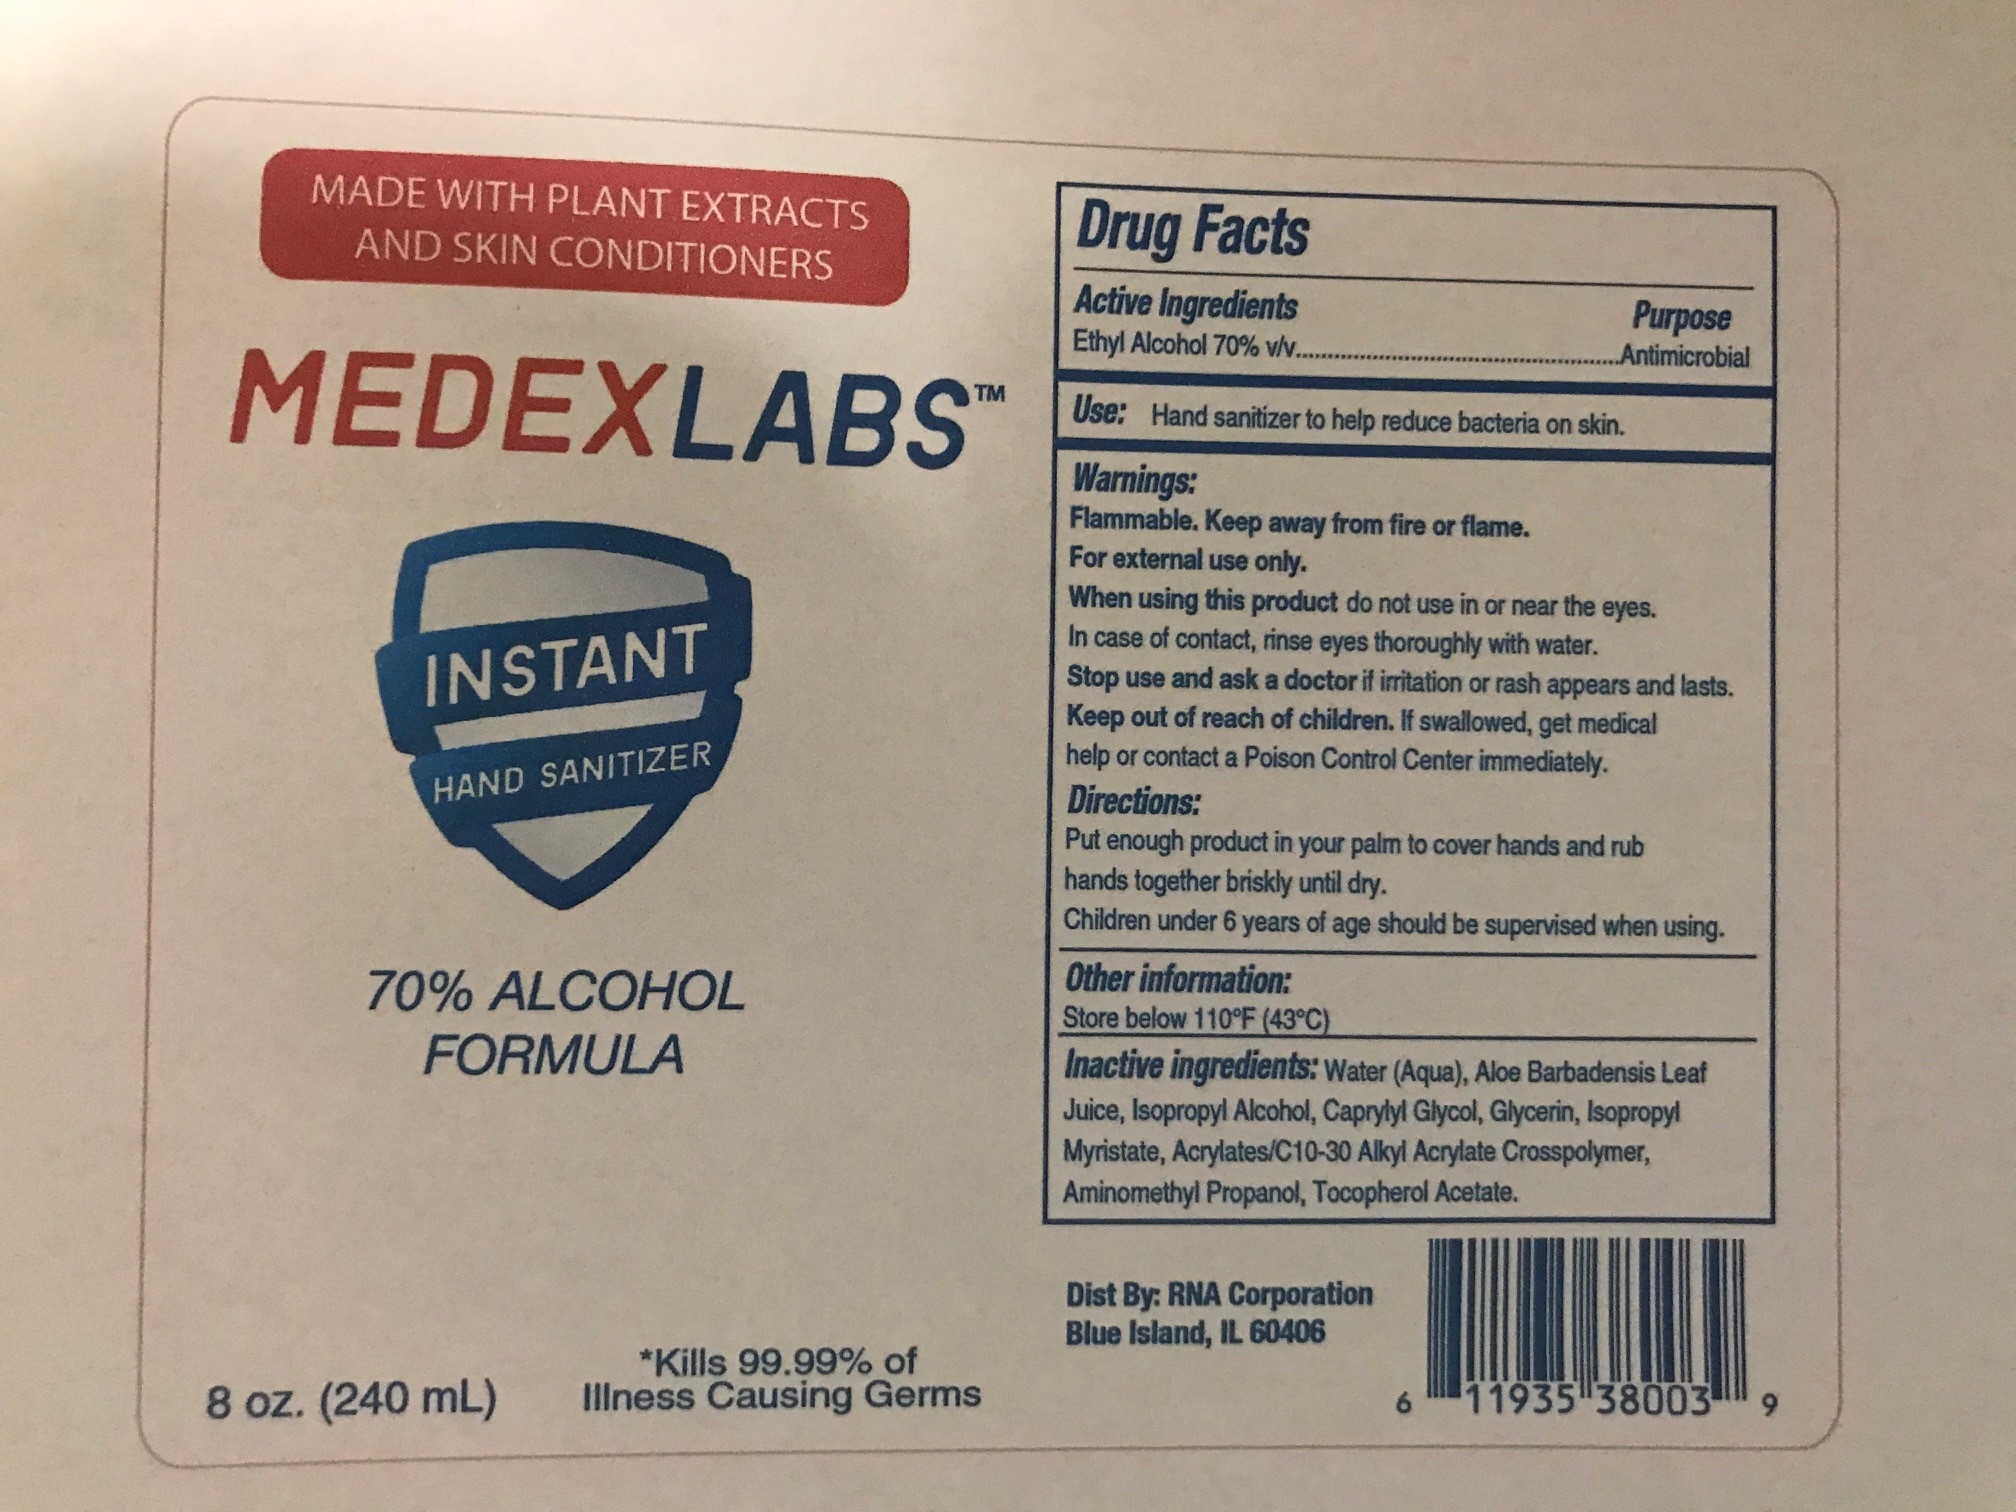 MADE WITH PLANT EXTRACTS
AND SKIN CONDITIONERS
MEDEXLABS™
INSTANT
HAND SANITIZER
70% ALCOHOL
FORMULA
8 oz. (240 mL)
*Kills 99.99% of
Illness Causing Germs
Drug Facts
Active Ingredients Purpose
Ethyl Alcohol 70% v/v..........................................................Antimicrobial
Use: Hand sanitizer to help reduce bacteria on skin.
Warnings:
Flammable. Keep away from fire or flame.
For external use only.
When using this product do not use in or near the eyes.
In case of contact, rinse eyes thoroughly with water.
Stop use and ask a doctor if irritation or rash appears and lasts.
Keep out of reach of children. If swallowed, get medical
help or contact a Poison Control Center immediately.
Directions:
Put enough product in your palm to cover hands and rub
hands together briskly until dry.
Children under 6 years of age should be supervised when using.
Other information:
Store below 110°F (43°C)
Inactive ingredients: Water (Aqua), Aloe Barbadensis Leaf
Juice, Isopropyl Alcohol, Caprylyl Glycol, Glycerin, Isopropyl
Myristate, Acrylates/C10-30 Alkyl Acrylate Crosspolymer,
Aminomethyl Propanol, Tocopherol Acetate.
Dist By: RNA Corporation
Blue Island, IL 60406
6 11935 38003 9